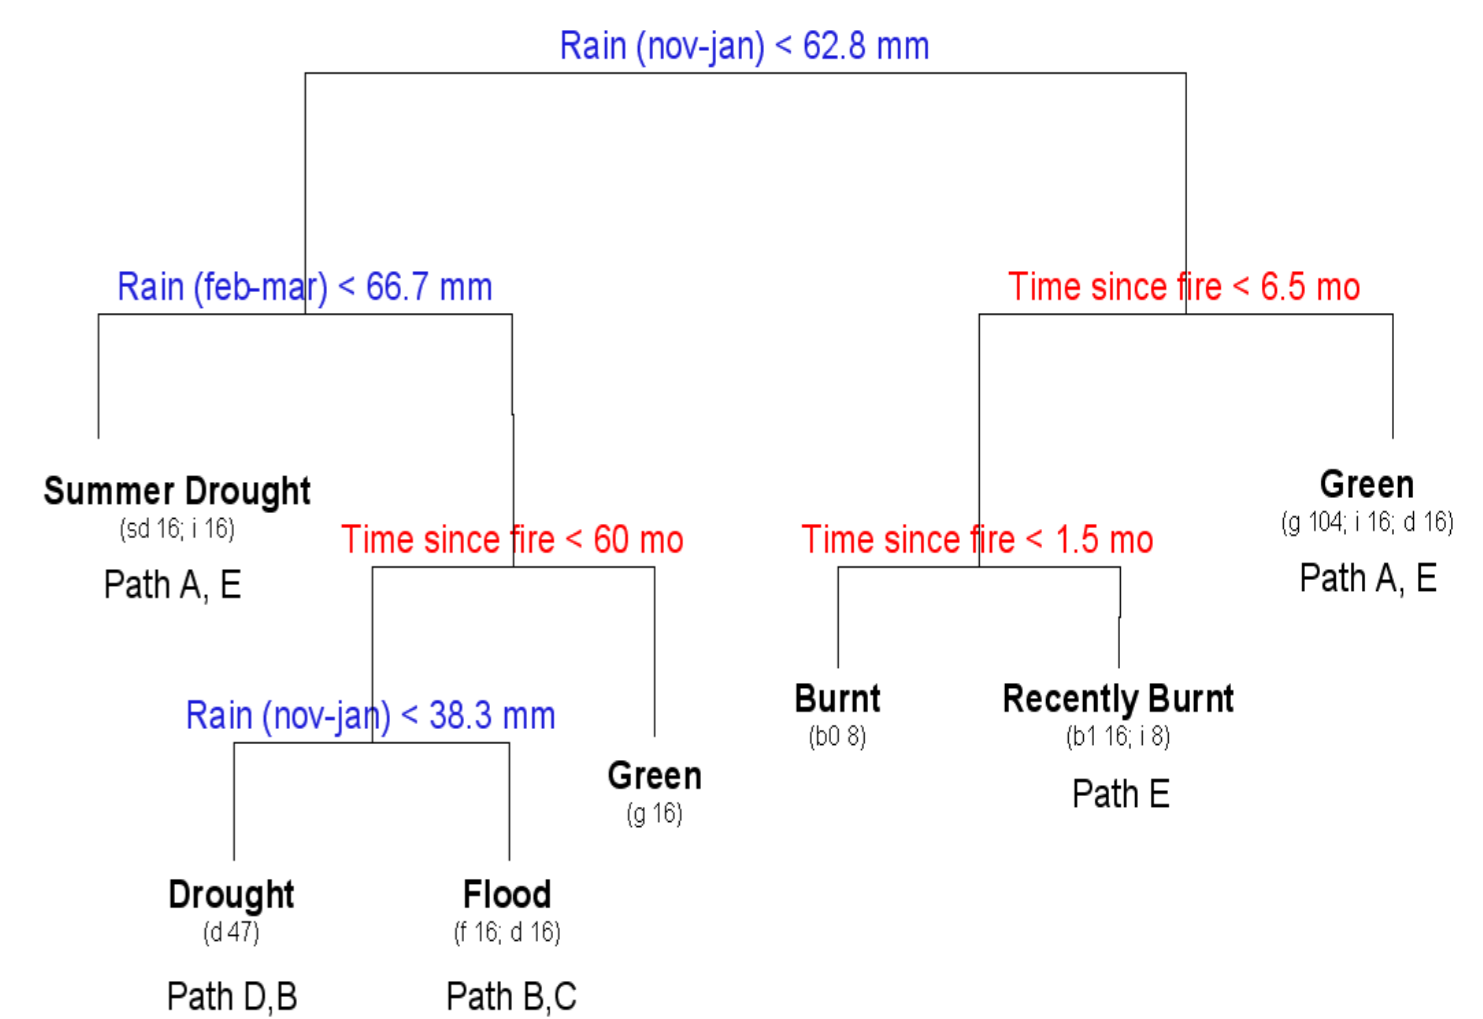 Rain (nov-jan) < 62.8 mm
Rain (feb-mar) < 66.7 mm
Time since fire < 6.5 mo
Summer Drought
(sd 16; i 16)
Path A, E
Green
(g 104; i 16; d 16)
Path A, E
Time since fire < 60 mo
Time since fire < 1.5 mo
Burnt
(b0 8)
Recently Burnt
(b1 16; i 8)
Path E
Rain (nov-jan) < 38.3 mm
Green
(g 16)
Drought
(d 47)
Path D,B
Flood
(f 16; d 16)
Path B,C